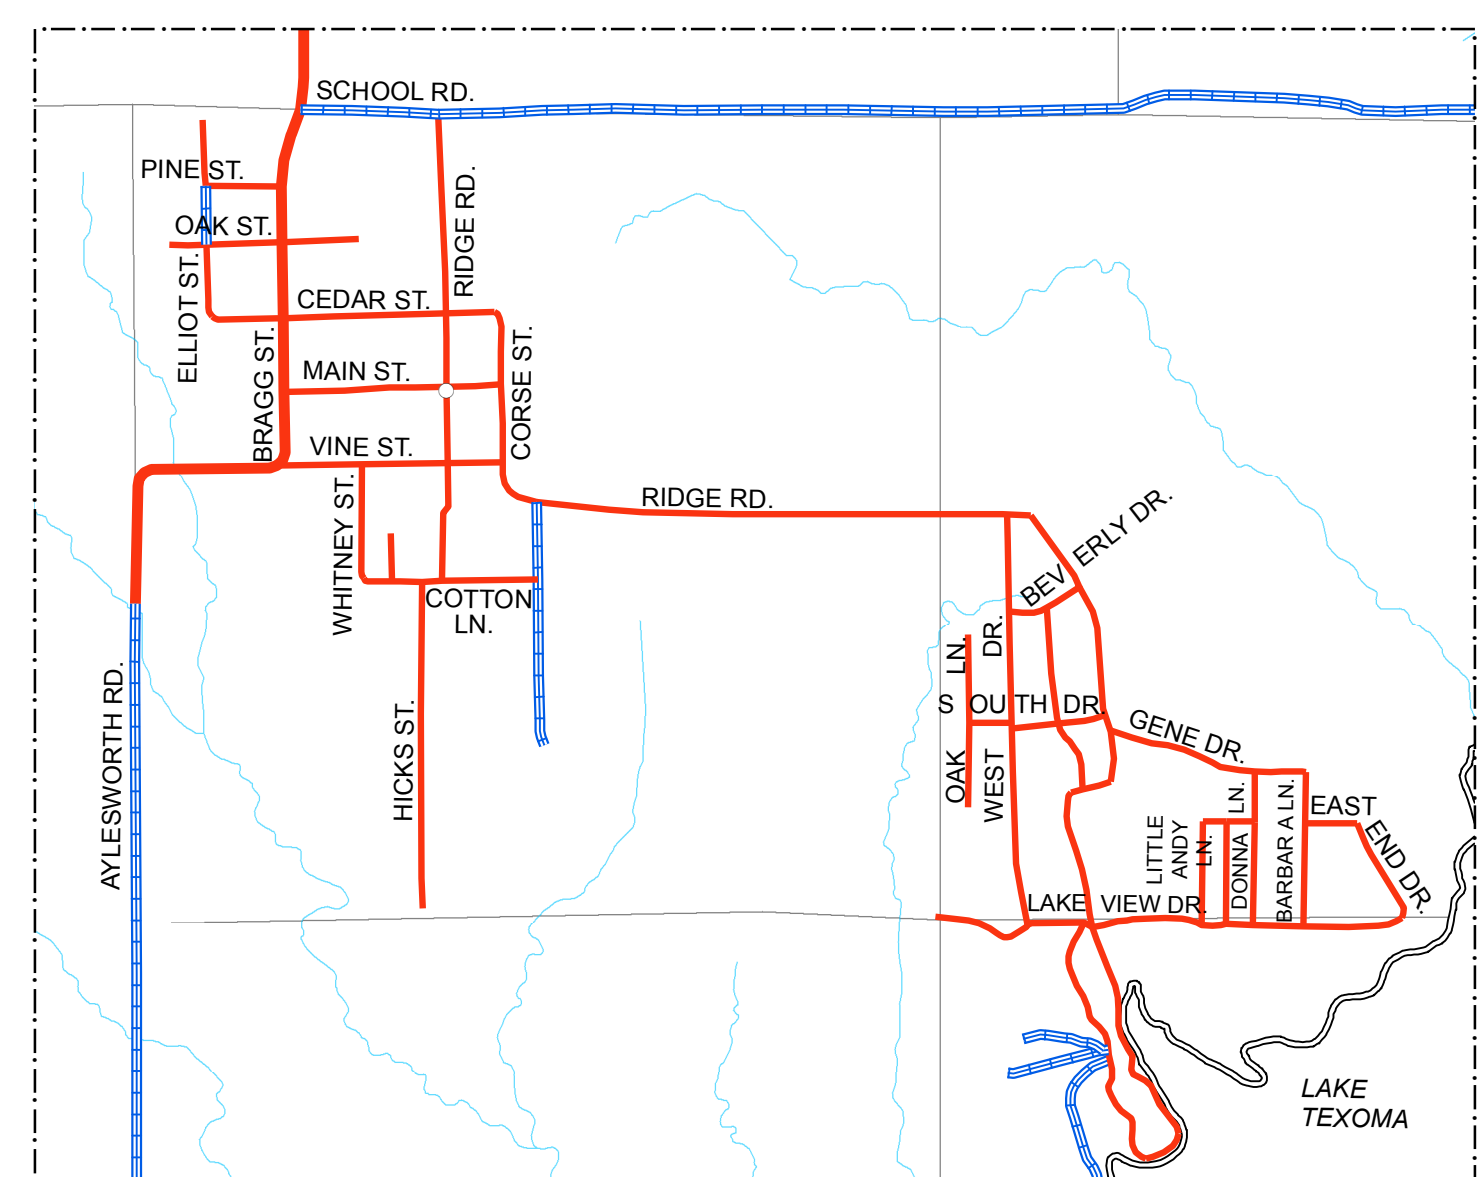 SCHOOL RD.
PINE ST.
OAK ST.
RIDGE RD.
ELLIOT ST.
CEDAR ST.
BRAGG ST.
MAIN ST.
CORSE ST.
VINE ST.
WHITNEY ST.
RIDGE RD.
BEVERLY DR.
COTTON
LN.
AYLESWORTH RD.
HICKS ST.
OAK LN.
WEST DR.
SOUTH DR.
GENE DR.
LITTLE
ANDY
LN.
DONNA LN.
BARBAR A LN.
EAST END DR.
LAKE VIEW DR.
LAKE
TEXOMA